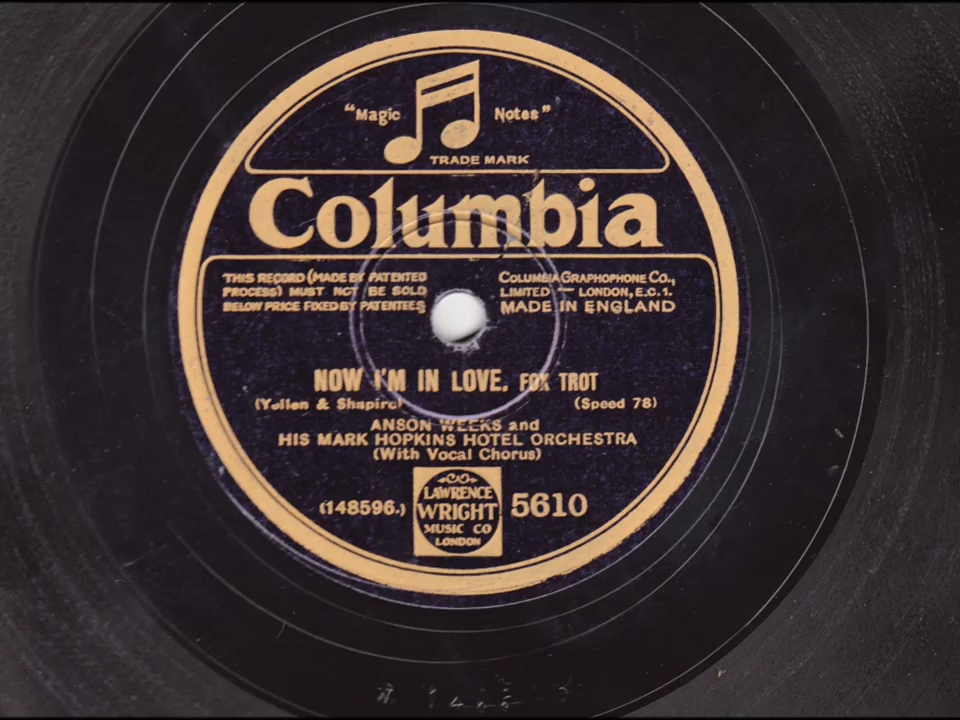 "Magic Notes"
TRADE MARK
Columbia
THIS RECORD (MADE BY PATENTED
PROCESS) MUST NOT BE SOLD
BELOW PRICE FIXED BY PATENTEES
COLUMBIA GRAPHOPHONE CO.,
LIMITED — LONDON, E.C.1.
MADE IN ENGLAND
NOW I'M IN LOVE. FOX TROT
(Yellen & Shapiro) (Speed 78)
ANSON WEEKS and
HIS MARK HOPKINS HOTEL ORCHESTRA
(With Vocal Chorus)
(148596.)
LAWRENCE
WRIGHT
MUSIC CO
LONDON
5610